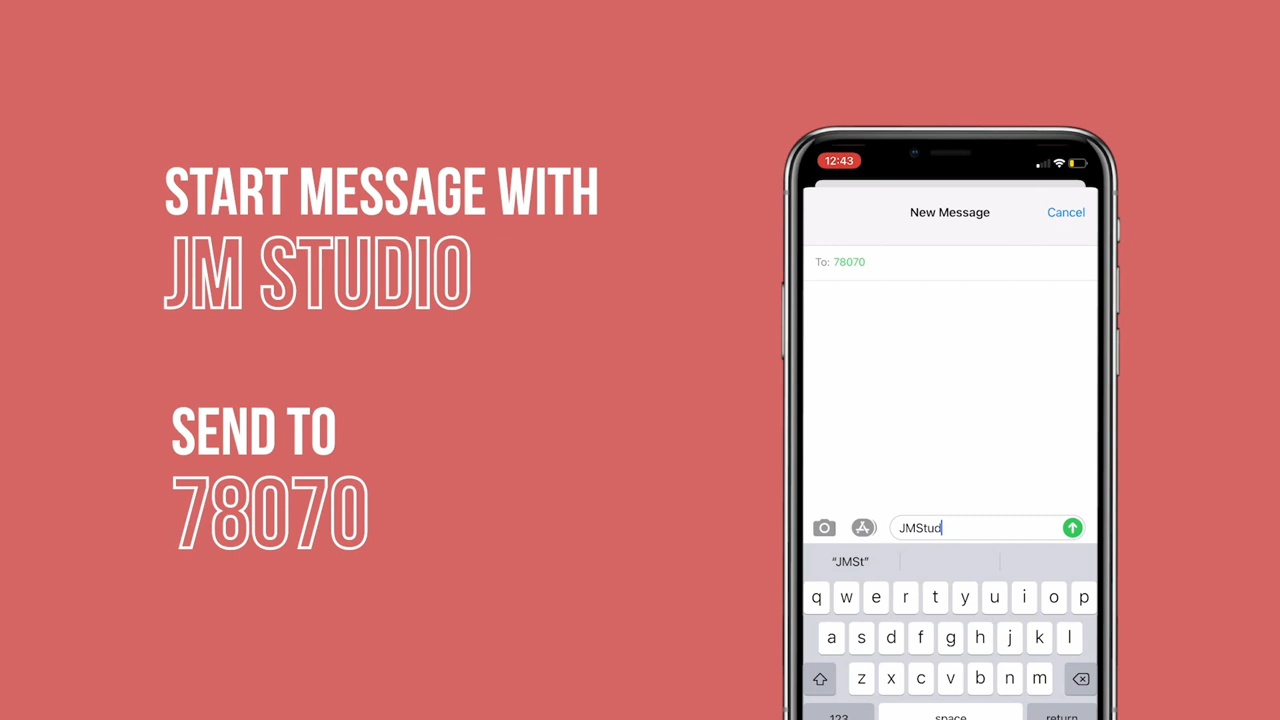 START MESSAGE WITH
JM STUDIO
SEND TO
78070
12:43
New Message
Cancel
To: 78070
JMStud
“JMSt”
q w e r t y u i o p
a s d f g h j k l
z x c v b n m
123 space return